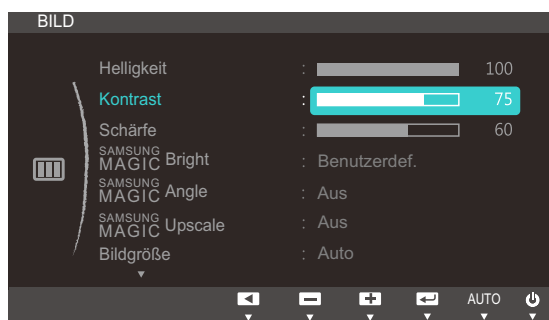 BILD
Helligkeit : 100
Kontrast : 75
Schärfe : 60
SAMSUNG MAGIC Bright : Benutzerdef.
SAMSUNG MAGIC Angle : Aus
SAMSUNG MAGIC Upscale : Aus
Bildgröße : Auto
AUTO